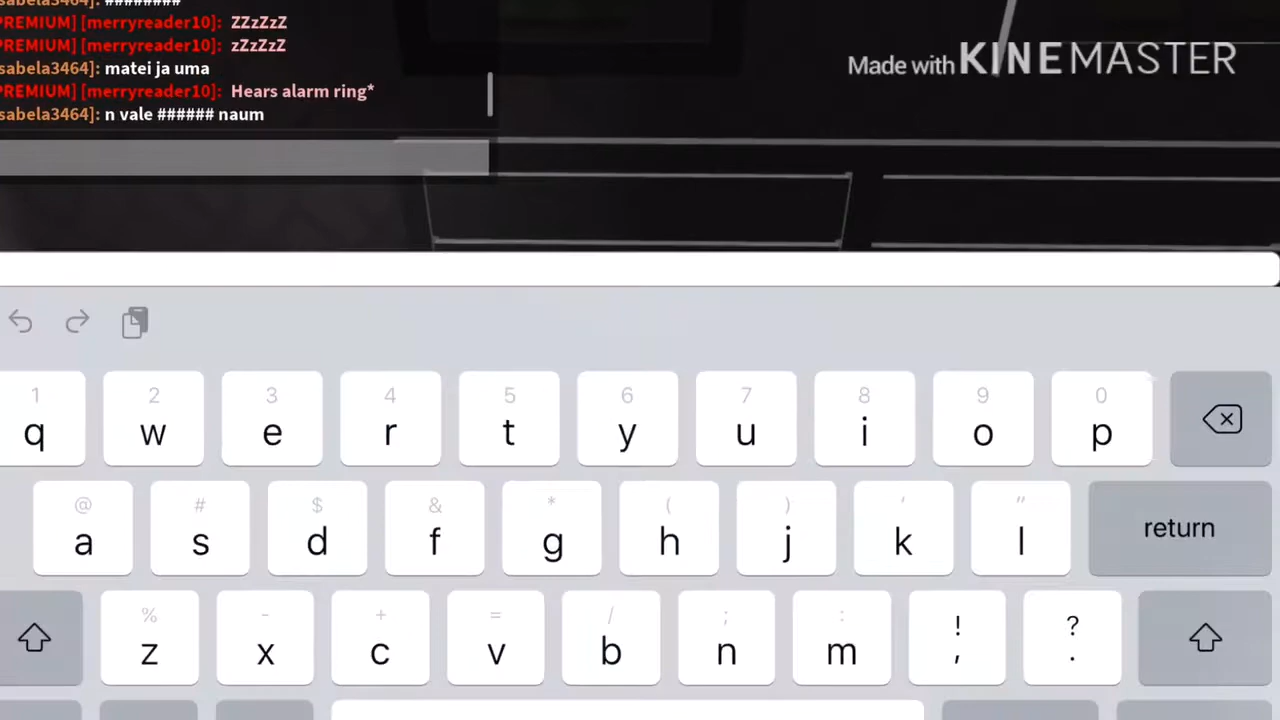 sabela3464]: ########
PREMIUM] [merryreader10]: ZZzZzZ
PREMIUM] [merryreader10]: zZzZzZ
sabela3464]: matei ja uma
PREMIUM] [merryreader10]: Hears alarm ring*
sabela3464]: n vale ###### naum
Made with KINEMASTER
1 2 3 4 5 6 7 8 9 0
q w e r t y u i o p
@ # $ & * ( ) ' "
a s d f g h j k l return
% - + = / ; : ! ?
z x c v b n m , .